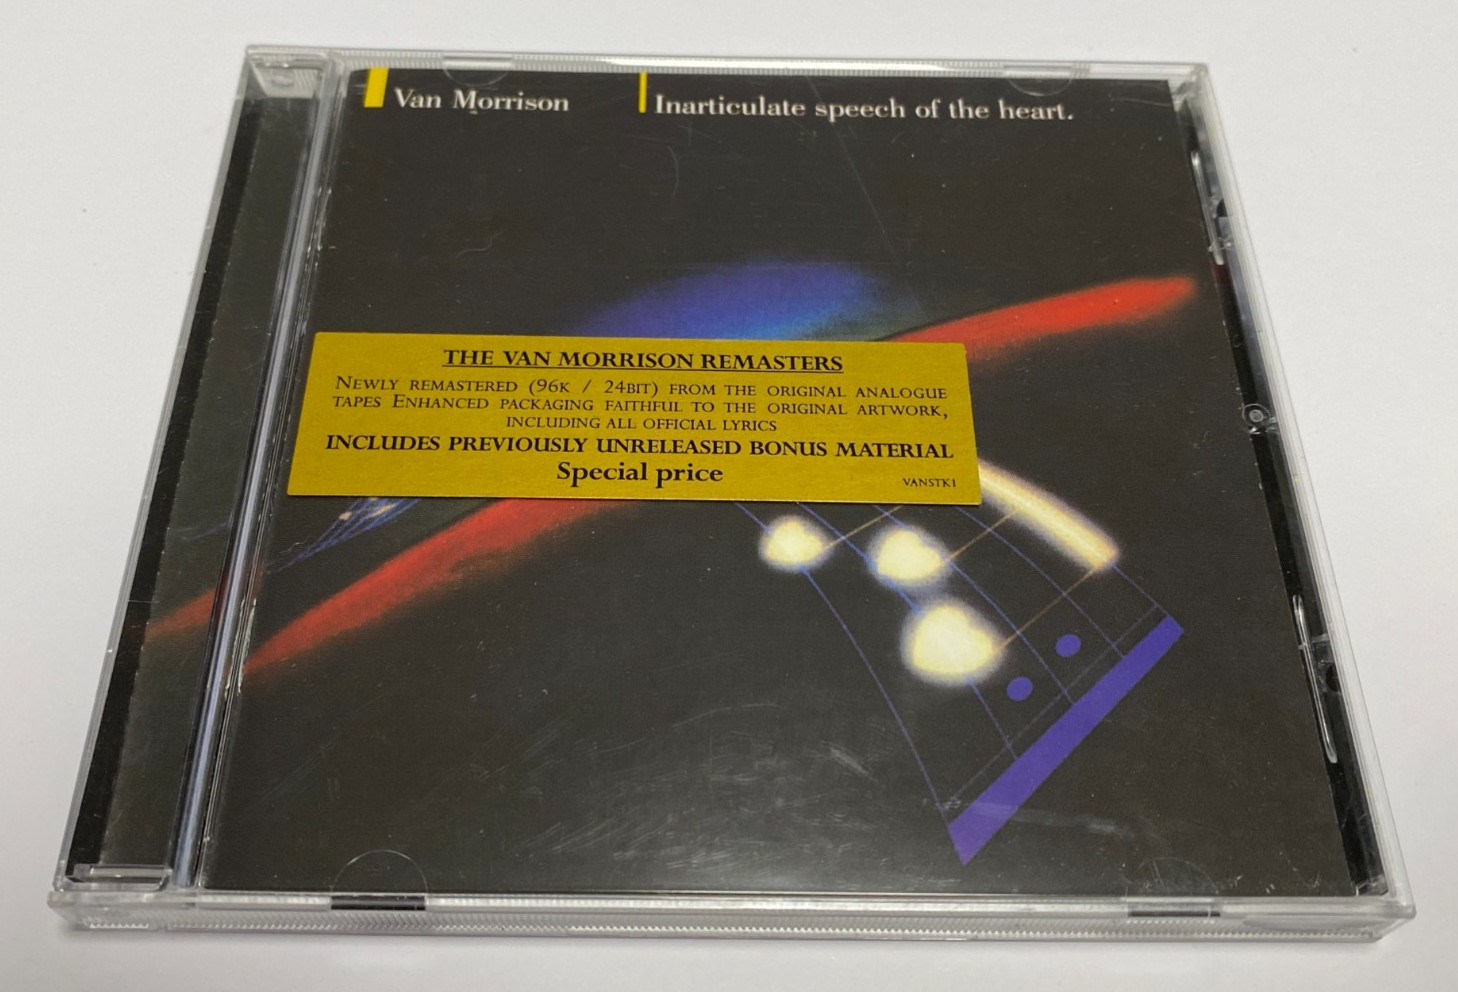 Van Morrison
Inarticulate speech of the heart.
THE VAN MORRISON REMASTERS
NEWLY REMASTERED (96K / 24BIT) FROM THE ORIGINAL ANALOGUE
TAPES ENHANCED PACKAGING FAITHFUL TO THE ORIGINAL ARTWORK,
INCLUDING ALL OFFICIAL LYRICS
INCLUDES PREVIOUSLY UNRELEASED BONUS MATERIAL
Special price
VANSTK1